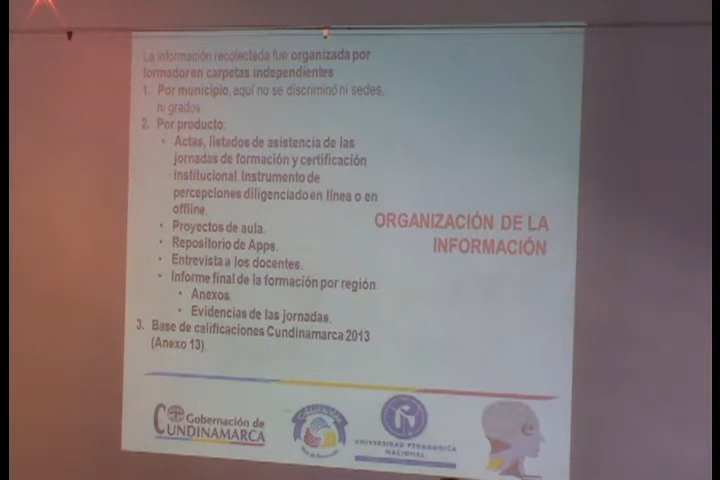 La información recolectada fue organizada por
formador en carpetas independientes
1. Por municipio, aquí no se discriminó ni sedes,
ni grados.
2. Por producto:
• Actas, listados de asistencia de las
jornadas de formación y certificación
institucional. Instrumento de
percepciones diligenciado en línea o en
offline.
• Proyectos de aula.
• Repositorio de Apps.
• Entrevista a los docentes.
• Informe final de la formación por región
• Anexos.
• Evidencias de las jornadas.
3. Base de calificaciones Cundinamarca 2013
(Anexo 13)
ORGANIZACIÓN DE LA
INFORMACIÓN
Gobernación de
CUNDINAMARCA
UNIVERSIDAD PEDAGOGICA
NACIONAL